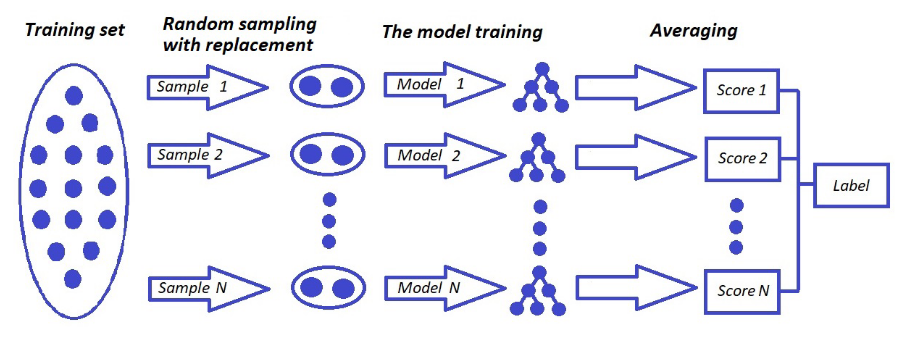 Training set
Random sampling
with replacement
The model training
Averaging
Sample 1
Model 1
Score 1
Sample 2
Model 2
Score 2
Label
Sample N
Model N
Score N